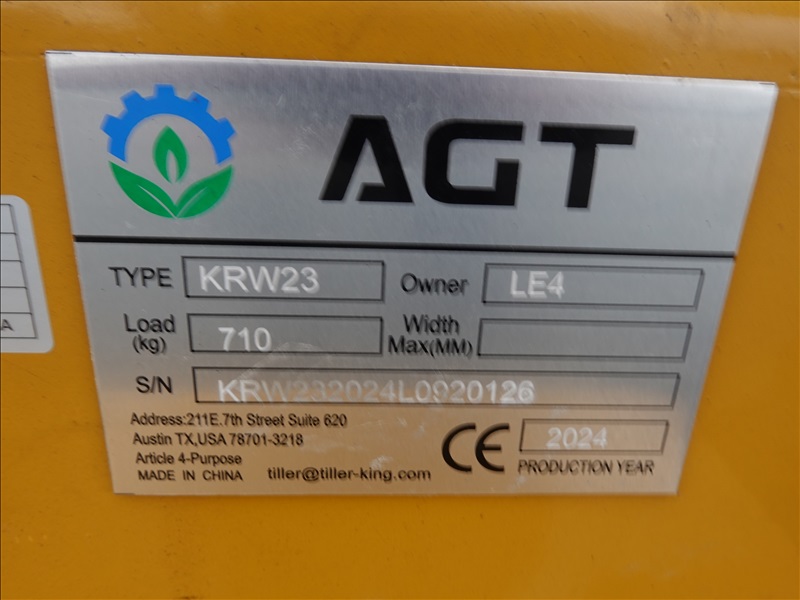 AGT
TYPE KRW23 Owner LE4
Load (kg) 710 Width Max(MM)
S/N KRW232024L0920126
Address:211E.7th Street Suite 620
Austin TX,USA 78701-3218
Article 4-Purpose
MADE IN CHINA tiller@tiller-king.com
CE 2024
PRODUCTION YEAR
A